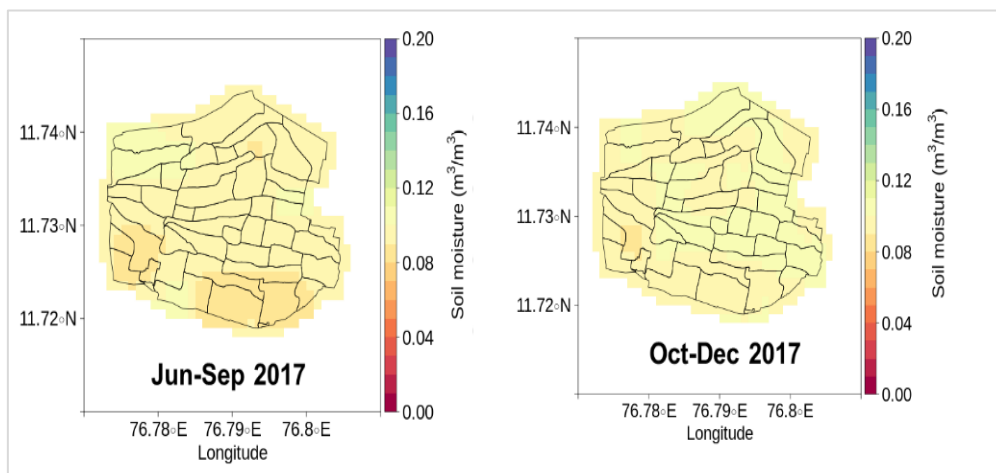 0.20
0.16
0.12
0.08
0.04
0.00
Soil moisture (m³/m³)
11.74○N
11.73○N
11.72○N
Jun-Sep 2017
76.78○E 76.79○E 76.8○E
Longitude
0.20
0.16
0.12
0.08
0.04
0.00
Soil moisture (m³/m³)
11.74○N
11.73○N
11.72○N
Oct-Dec 2017
76.78○E 76.79○E 76.8○E
Longitude